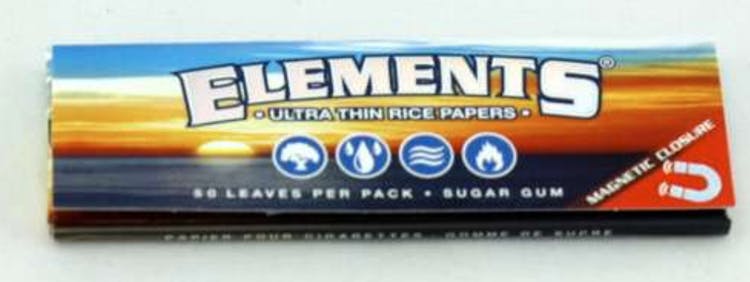 ELEMENTS®
• ULTRA THIN RICE PAPERS •
50 LEAVES PER PACK • SUGAR GUM
MAGNETIC CLOSURE
PAPIER POUR CIGARETTES GOMME DE SUCRE